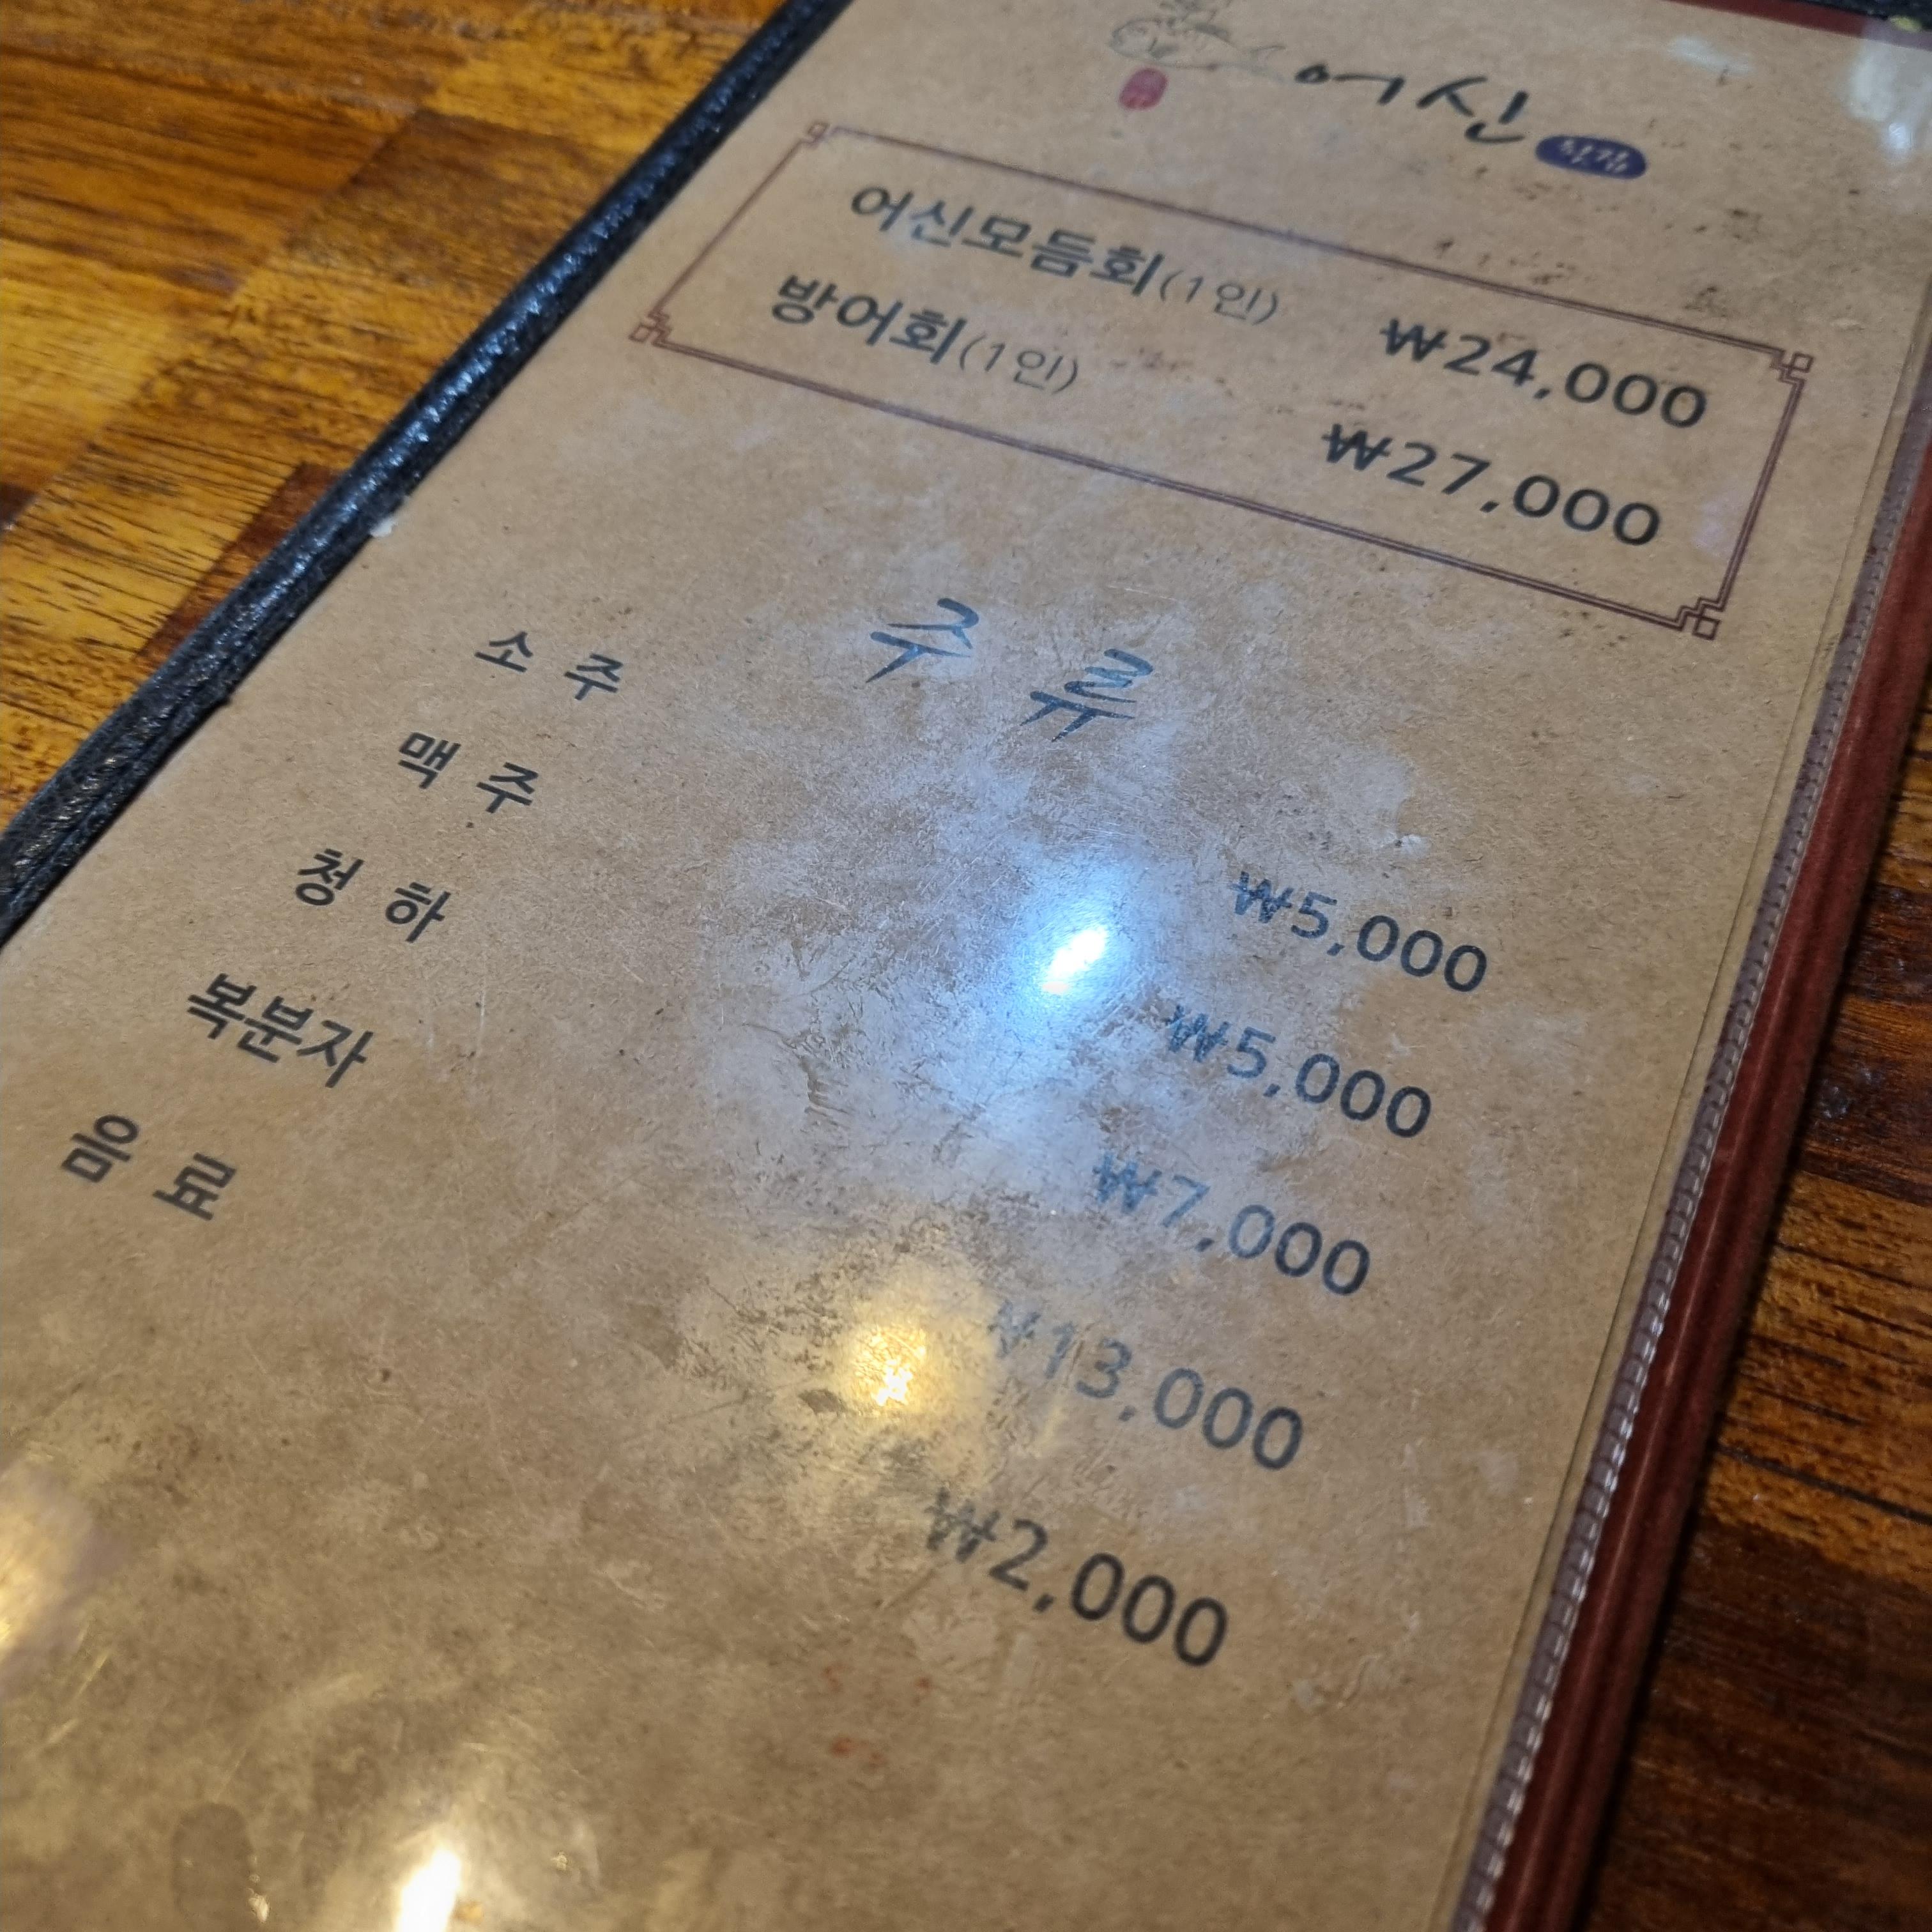 어신
어신모듬회(1인) ₩24,000
방어회(1인) ₩27,000
주 류
소 주 ₩5,000
맥 주 ₩5,000
청 하 ₩7,000
복분자 ₩13,000
음 료 ₩2,000